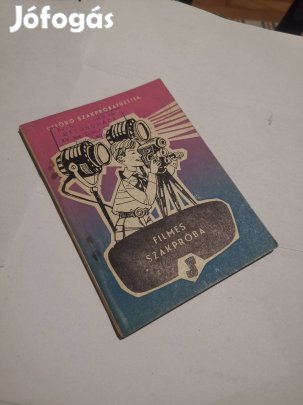 Jófogás
ÚTTÖRŐ SZAKPRÓBAFÜZETEK
FILMES
SZAKPRÓBA